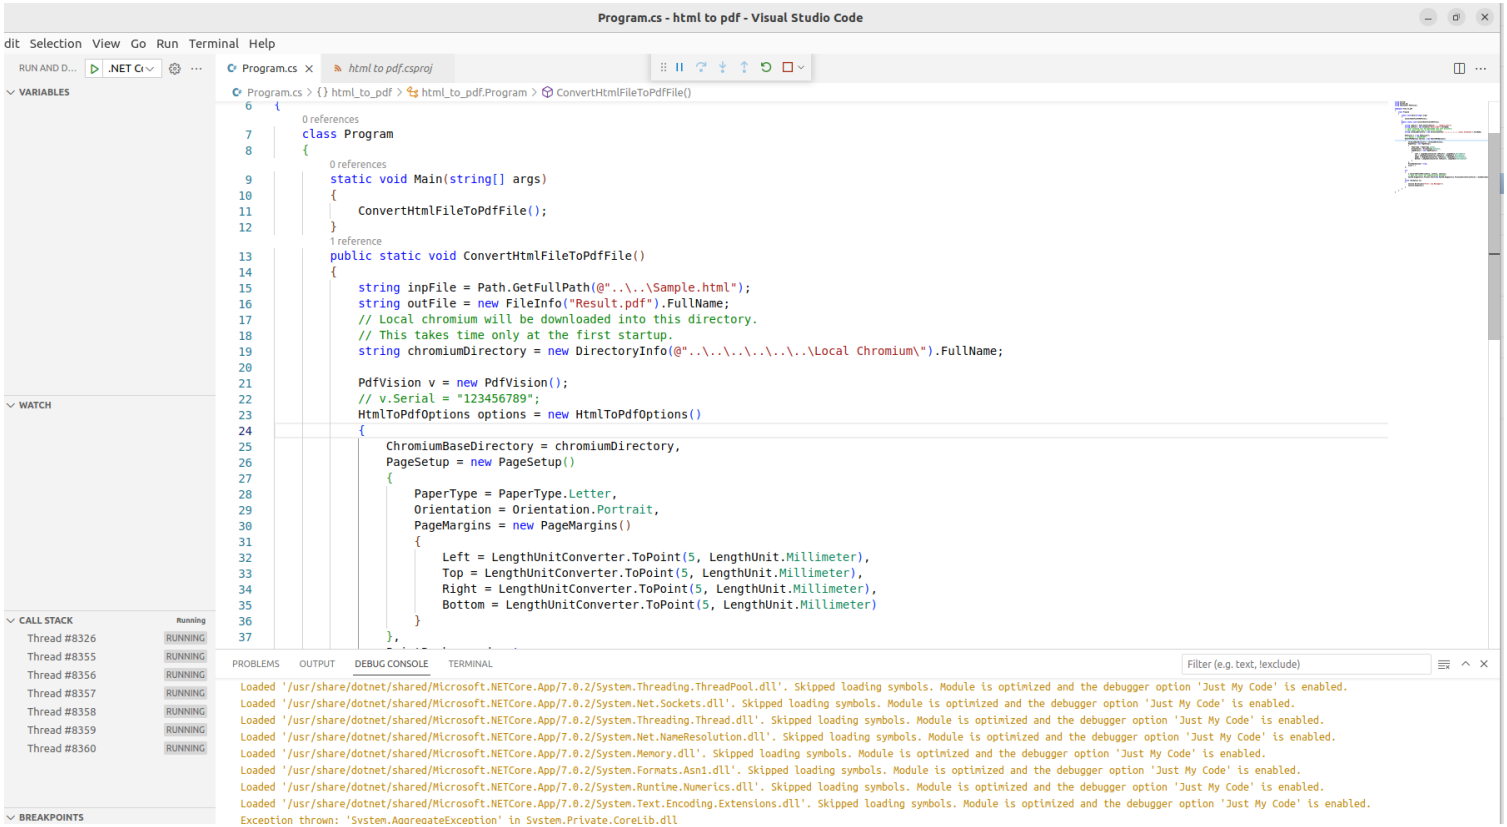 Program.cs - html to pdf - Visual Studio Code
dit Selection View Go Run Terminal Help
RUN AND D... .NET Co
Program.cs
html to pdf.csproj
Program.cs > {} html_to_pdf > html_to_pdf.Program > ConvertHtmlFileToPdfFile()
VARIABLES
WATCH
CALL STACK Running
Thread #8326 RUNNING
Thread #8355 RUNNING
Thread #8356 RUNNING
Thread #8357 RUNNING
Thread #8358 RUNNING
Thread #8359 RUNNING
Thread #8360 RUNNING
BREAKPOINTS
6 {
0 references
7 class Program
8 {
0 references
9 static void Main(string[] args)
10 {
11 ConvertHtmlFileToPdfFile();
12 }
1 reference
13 public static void ConvertHtmlFileToPdfFile()
14 {
15 string inpFile = Path.GetFullPath(@"..\..\Sample.html");
16 string outFile = new FileInfo("Result.pdf").FullName;
17 // Local chromium will be downloaded into this directory.
18 // This takes time only at the first startup.
19 string chromiumDirectory = new DirectoryInfo(@"..\..\..\..\..\..\Local Chromium\").FullName;
20
21 PdfVision v = new PdfVision();
22 // v.Serial = "123456789";
23 HtmlToPdfOptions options = new HtmlToPdfOptions()
24 {
25 ChromiumBaseDirectory = chromiumDirectory,
26 PageSetup = new PageSetup()
27 {
28 PaperType = PaperType.Letter,
29 Orientation = Orientation.Portrait,
30 PageMargins = new PageMargins()
31 {
32 Left = LengthUnitConverter.ToPoint(5, LengthUnit.Millimeter),
33 Top = LengthUnitConverter.ToPoint(5, LengthUnit.Millimeter),
34 Right = LengthUnitConverter.ToPoint(5, LengthUnit.Millimeter),
35 Bottom = LengthUnitConverter.ToPoint(5, LengthUnit.Millimeter)
36 }
37 },
PROBLEMS OUTPUT DEBUG CONSOLE TERMINAL Filter (e.g. text, !exclude)
Loaded '/usr/share/dotnet/shared/Microsoft.NETCore.App/7.0.2/System.Threading.ThreadPool.dll'. Skipped loading symbols. Module is optimized and the debugger option 'Just My Code' is enabled.
Loaded '/usr/share/dotnet/shared/Microsoft.NETCore.App/7.0.2/System.Net.Sockets.dll'. Skipped loading symbols. Module is optimized and the debugger option 'Just My Code' is enabled.
Loaded '/usr/share/dotnet/shared/Microsoft.NETCore.App/7.0.2/System.Threading.Thread.dll'. Skipped loading symbols. Module is optimized and the debugger option 'Just My Code' is enabled.
Loaded '/usr/share/dotnet/shared/Microsoft.NETCore.App/7.0.2/System.Net.NameResolution.dll'. Skipped loading symbols. Module is optimized and the debugger option 'Just My Code' is enabled.
Loaded '/usr/share/dotnet/shared/Microsoft.NETCore.App/7.0.2/System.Memory.dll'. Skipped loading symbols. Module is optimized and the debugger option 'Just My Code' is enabled.
Loaded '/usr/share/dotnet/shared/Microsoft.NETCore.App/7.0.2/System.Formats.Asn1.dll'. Skipped loading symbols. Module is optimized and the debugger option 'Just My Code' is enabled.
Loaded '/usr/share/dotnet/shared/Microsoft.NETCore.App/7.0.2/System.Runtime.Numerics.dll'. Skipped loading symbols. Module is optimized and the debugger option 'Just My Code' is enabled.
Loaded '/usr/share/dotnet/shared/Microsoft.NETCore.App/7.0.2/System.Text.Encoding.Extensions.dll'. Skipped loading symbols. Module is optimized and the debugger option 'Just My Code' is enabled.
Exception thrown: 'System.AggregateException' in System.Private.CoreLib.dll